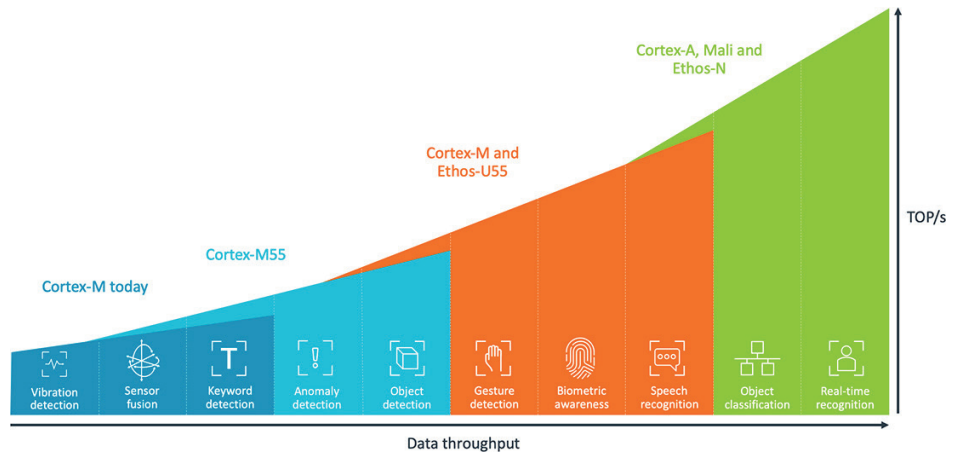 Cortex-A, Mali and
Ethos-N
Cortex-M and
Ethos-U55
Cortex-M55
Cortex-M today
TOP/s
T
Vibration
detection
Sensor
fusion
Keyword
detection
Anomaly
detection
Object
detection
Gesture
detection
Biometric
awareness
Speech
recognition
Object
classification
Real-time
recognition
Data throughput